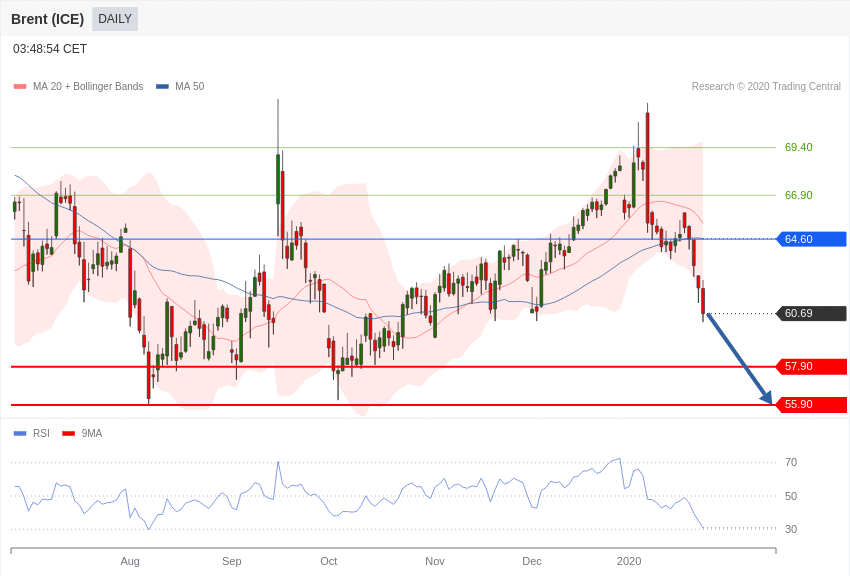 Brent (ICE) DAILY
03:48:54 CET
MA 20 + Bollinger Bands MA 50 Research © 2020 Trading Central
69.40
66.90
64.60
60.69
57.90
55.90
RSI 9MA
70
50
30
Aug Sep Oct Nov Dec 2020